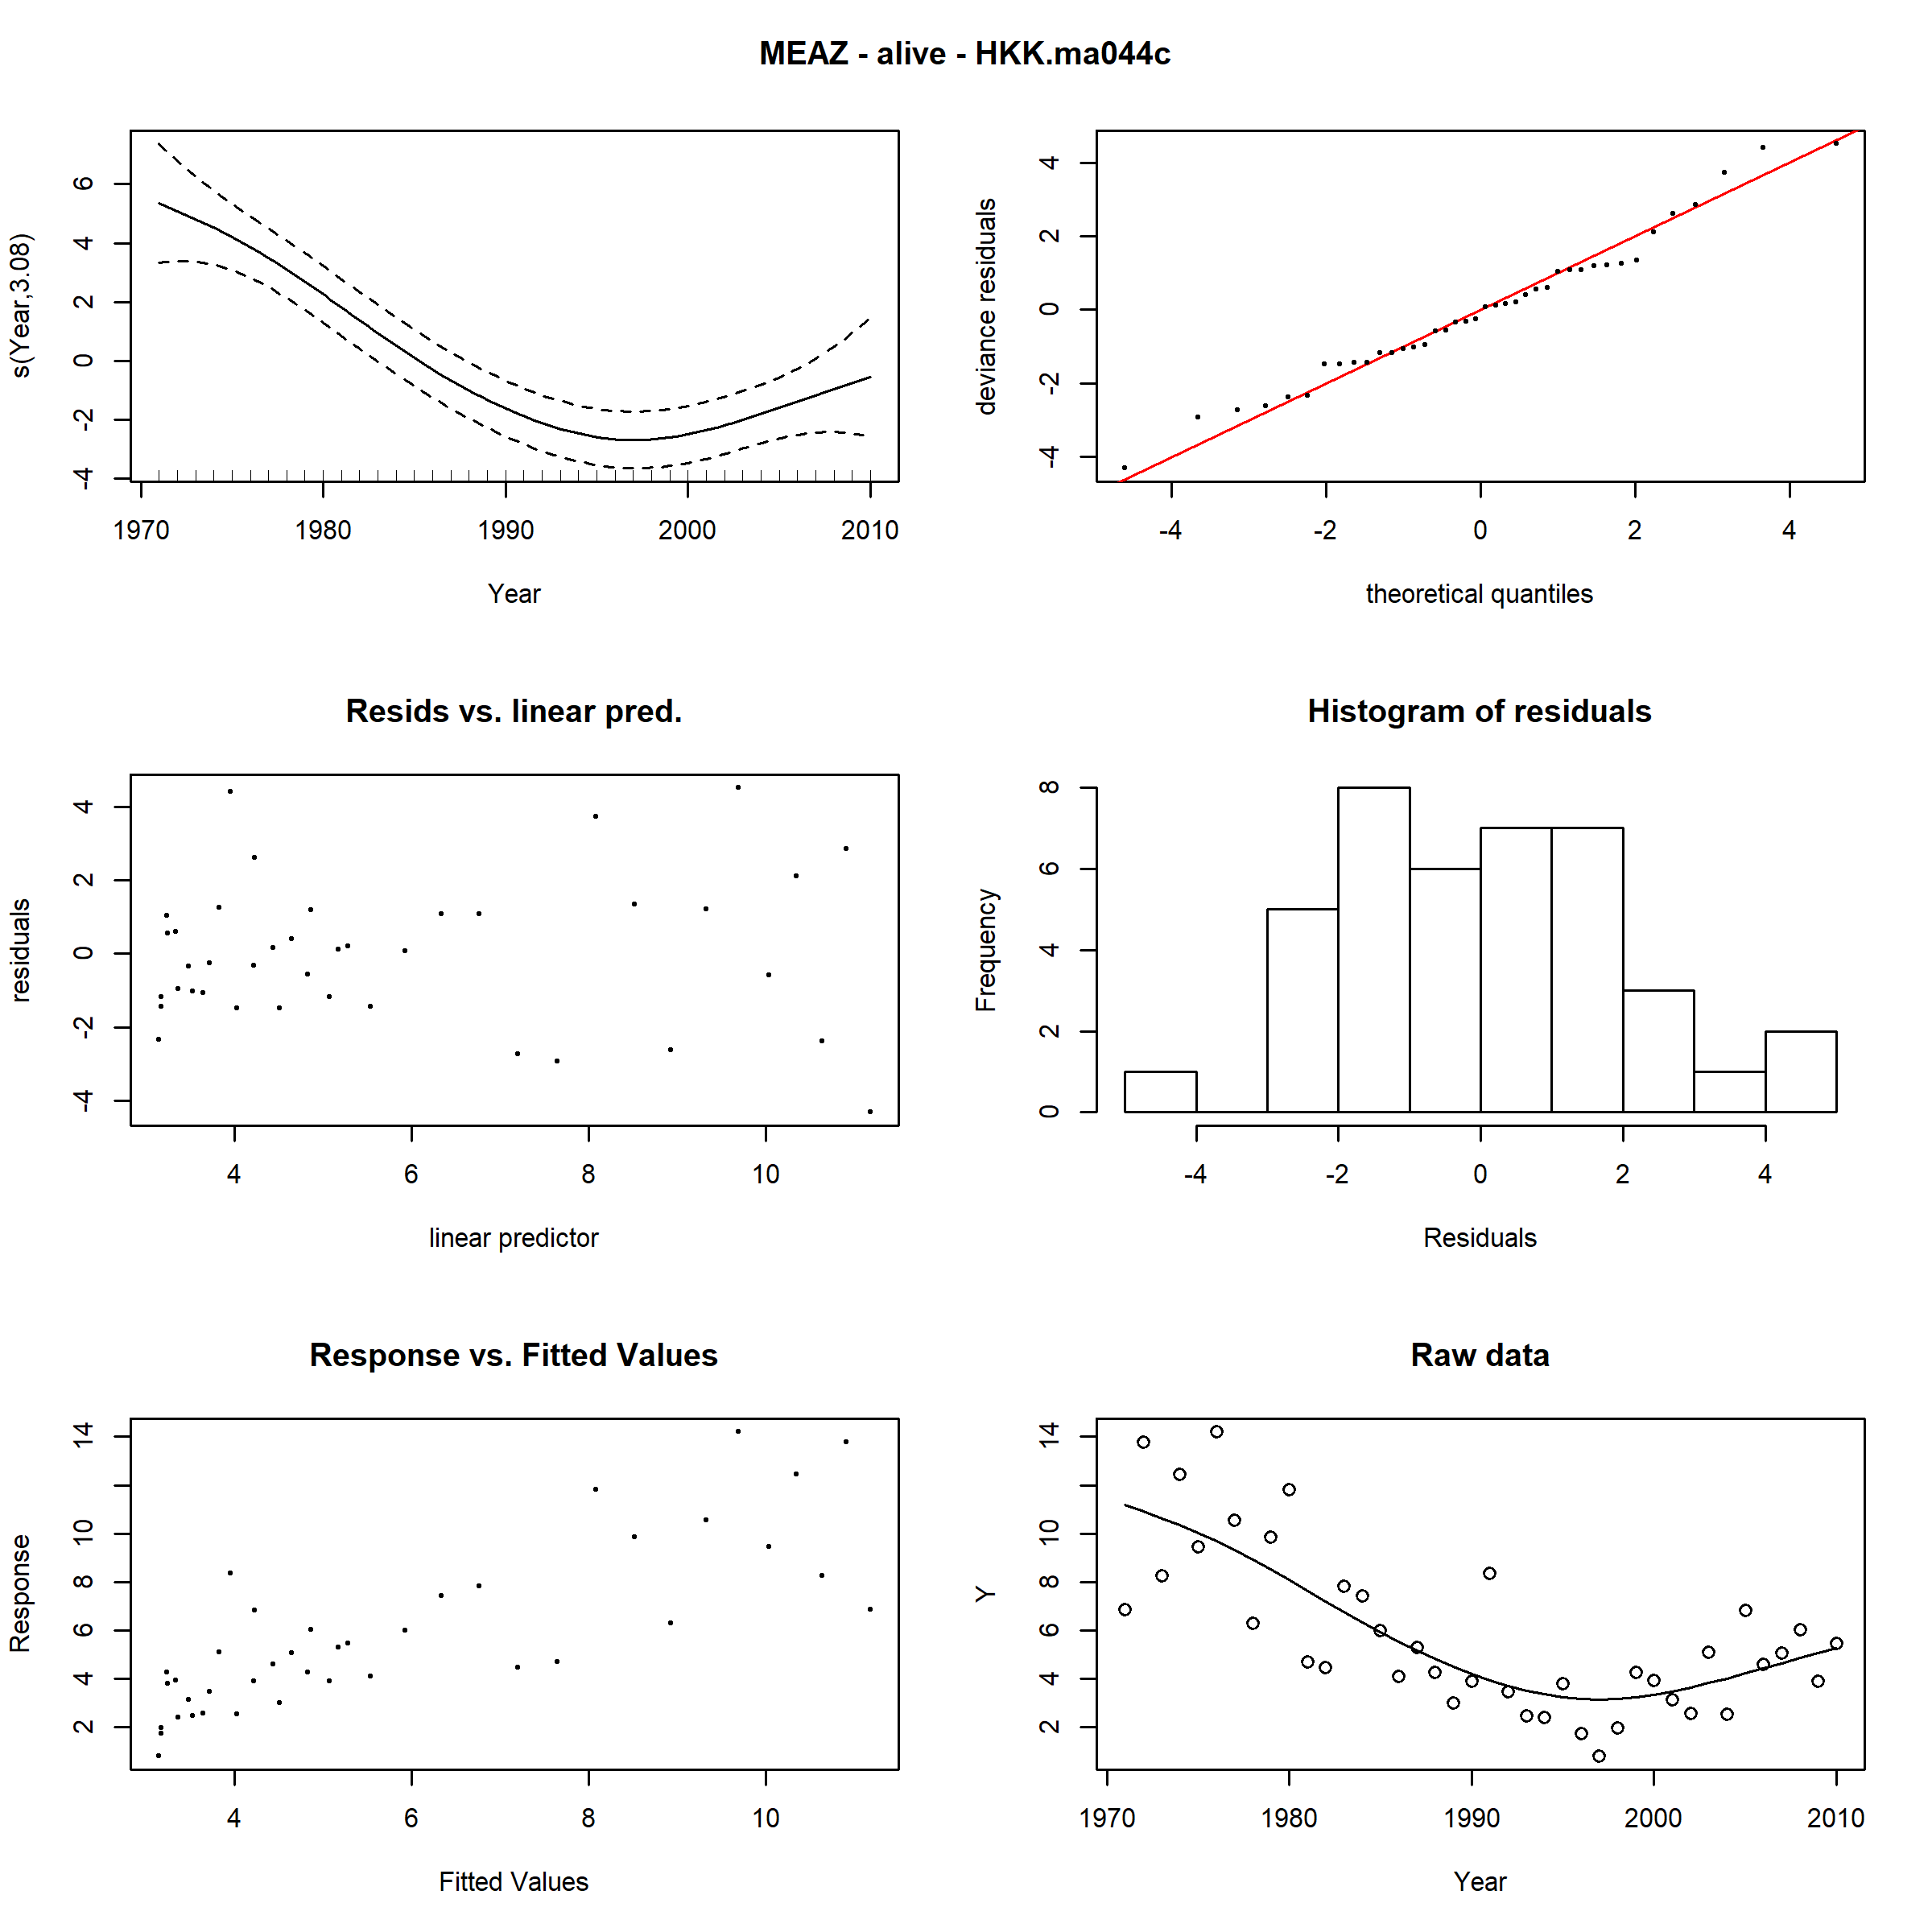 MEAZ - alive - HKK.ma044c
s(Year,3.08)
-4 -2 0 2 4 6
1970 1980 1990 2000 2010
Year
deviance residuals
-4 -2 0 2 4
-4 -2 0 2 4
theoretical quantiles
Resids vs. linear pred.
residuals
-4 -2 0 2 4
4 6 8 10
linear predictor
Histogram of residuals
Frequency
0 2 4 6 8
-4 -2 0 2 4
Residuals
Response vs. Fitted Values
Response
2 4 6 8 10 14
4 6 8 10
Fitted Values
Raw data
Y
2 4 6 8 10 14
1970 1980 1990 2000 2010
Year